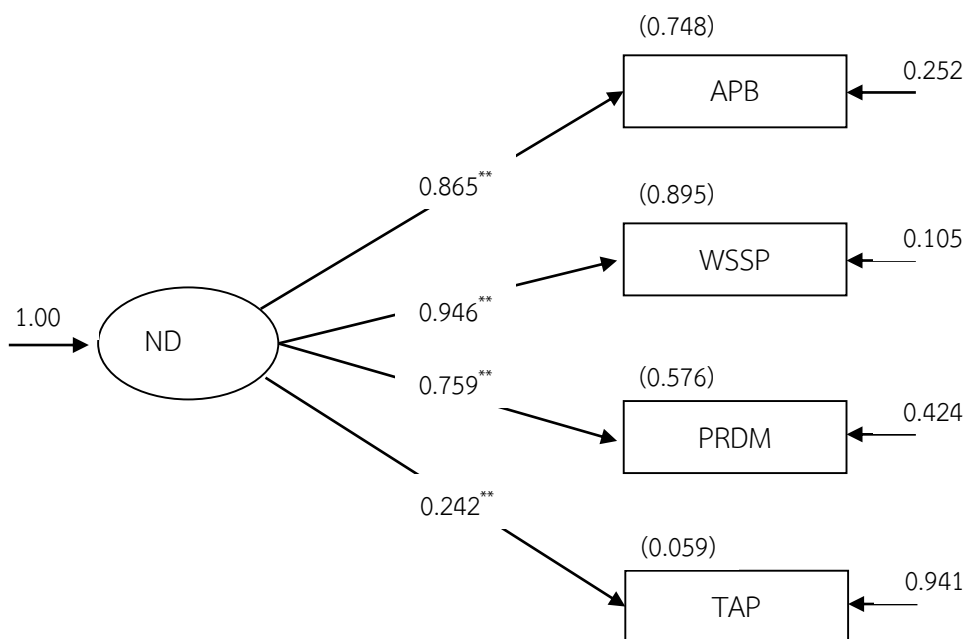 (0.748)
0.252
APB
0.865**
(0.895)
0.105
WSSP
0.946**
1.00
ND
0.759**
(0.576)
0.424
PRDM
0.242**
(0.059)
0.941
TAP